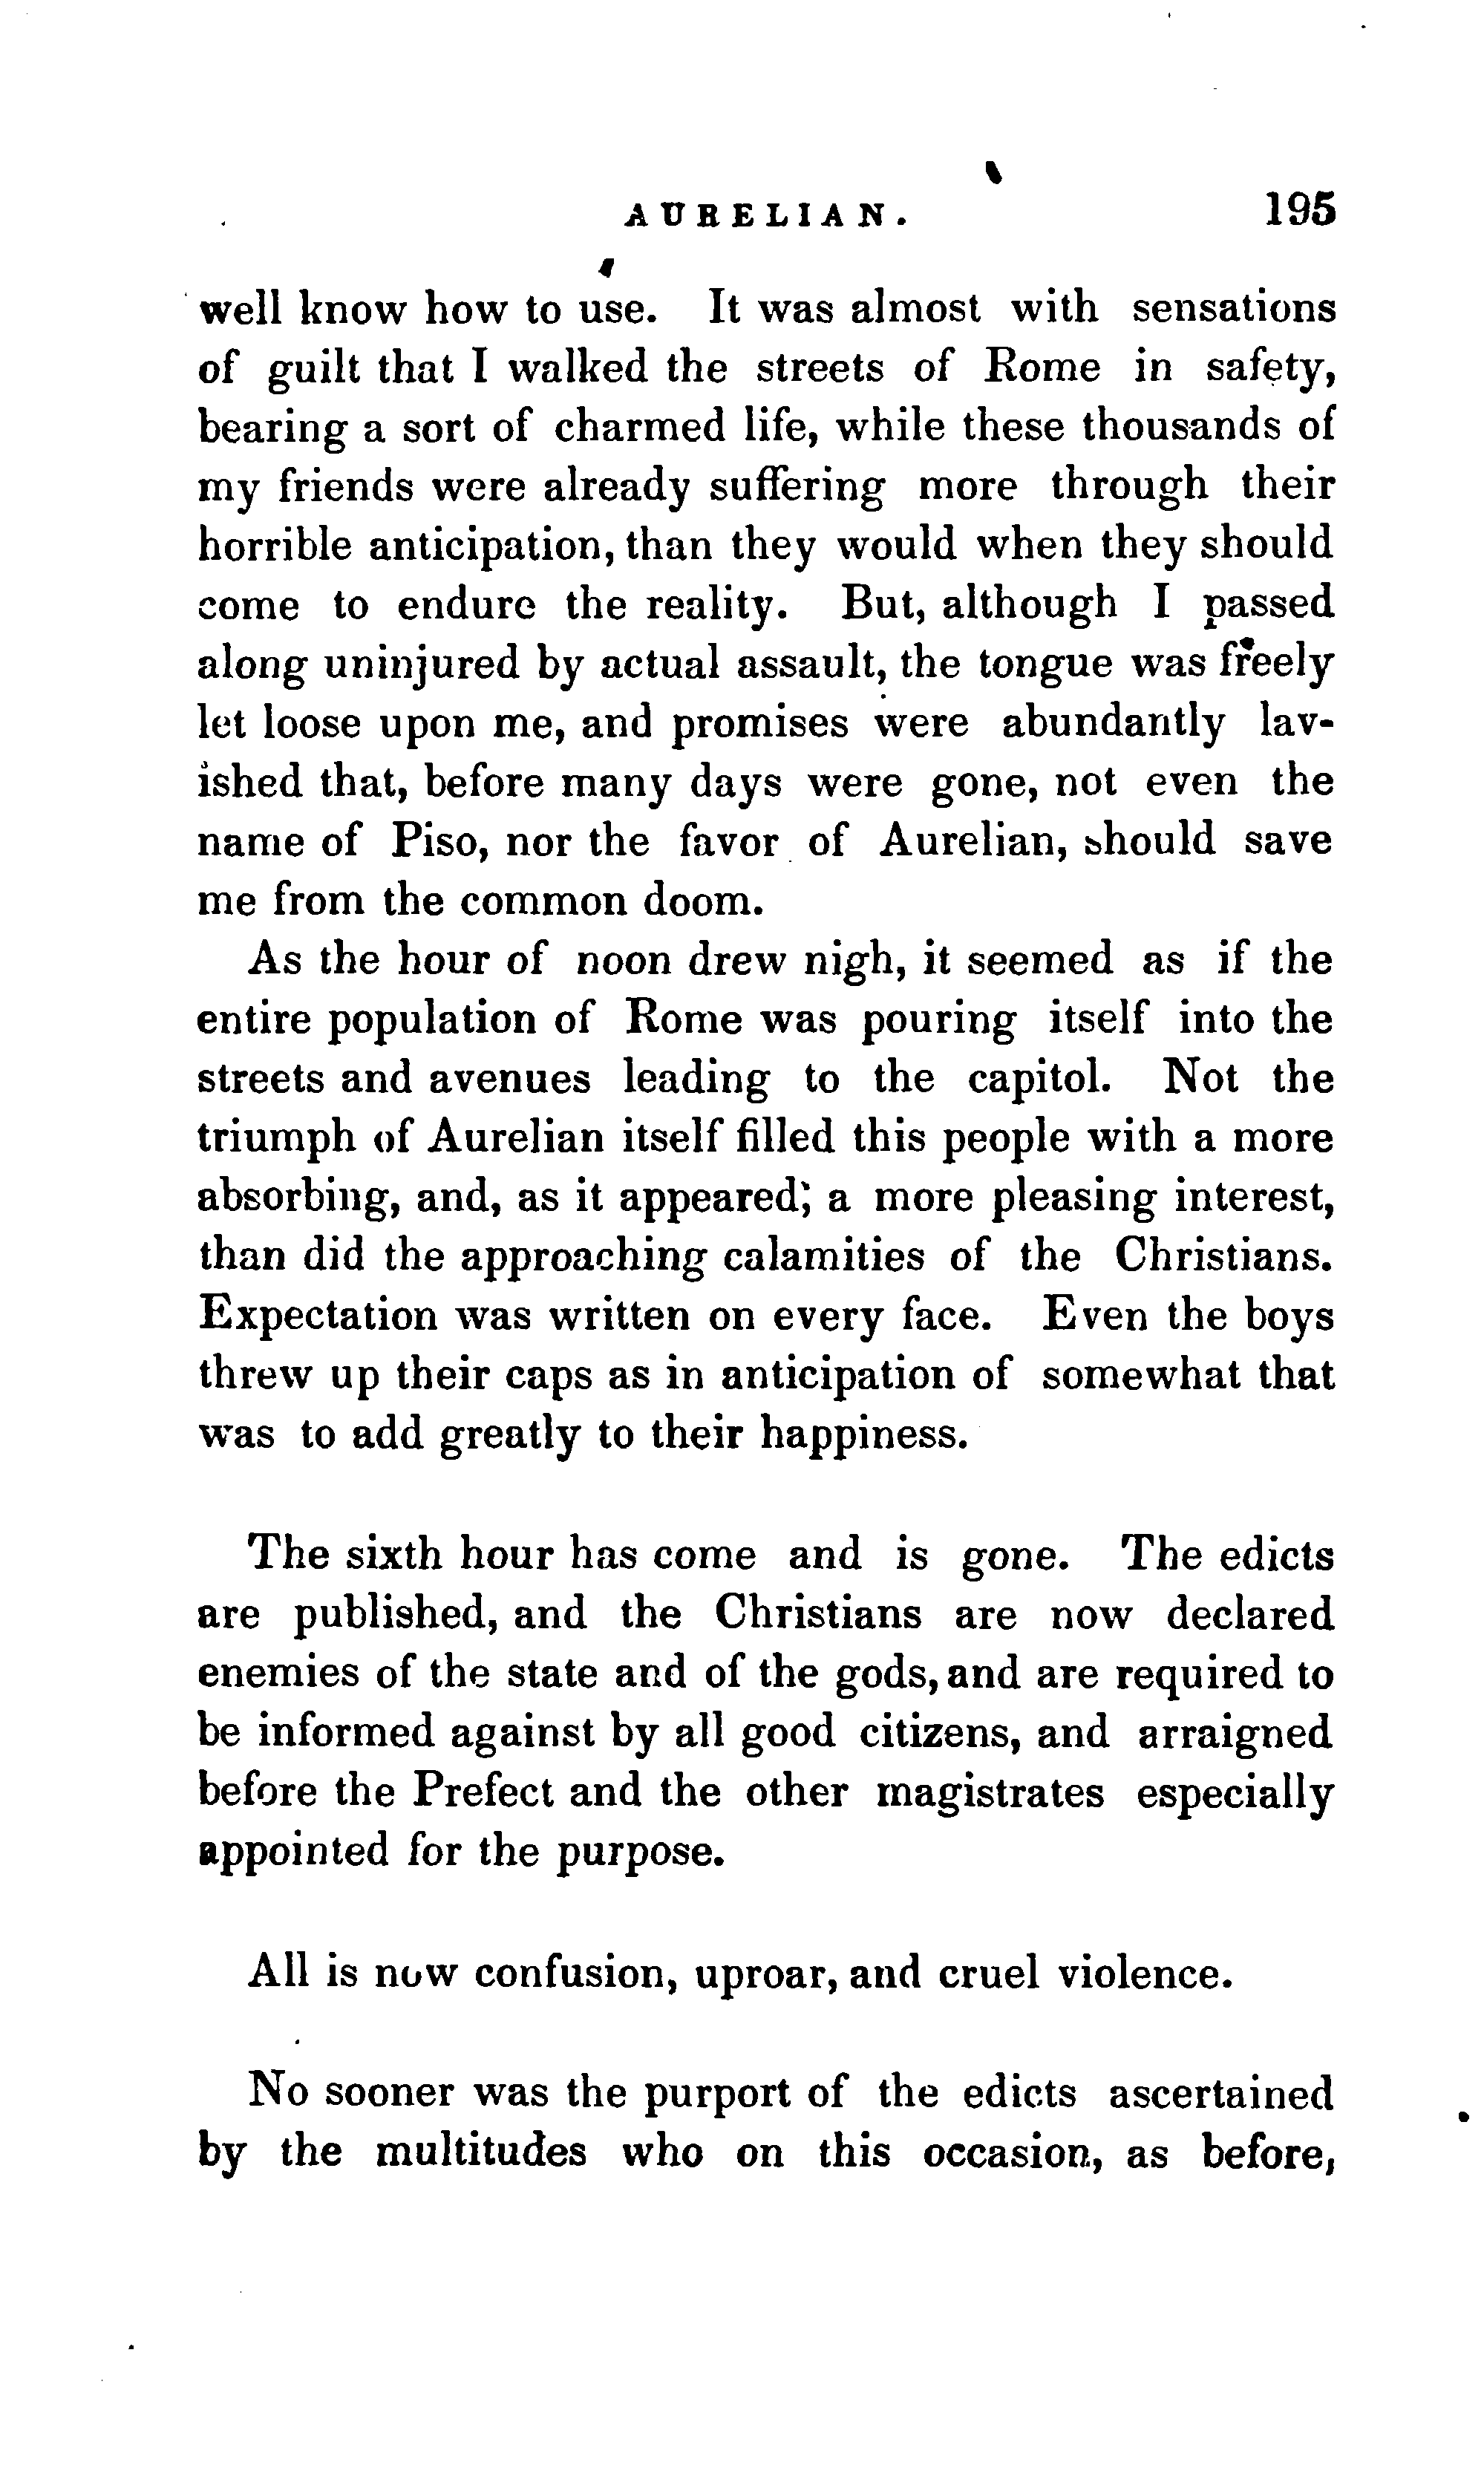 AURELIAN. 195
well know how to use. It was almost with sensations
of guilt that I walked the streets of Rome in safety,
bearing a sort of charmed life, while these thousands of
my friends were already suffering more through their
horrible anticipation, than they would when they should
come to endure the reality. But, although I passed
along uninjured by actual assault, the tongue was freely
let loose upon me, and promises were abundantly lav-
ished that, before many days were gone, not even the
name of Piso, nor the favor of Aurelian, should save
me from the common doom.
As the hour of noon drew nigh, it seemed as if the
entire population of Rome was pouring itself into the
streets and avenues leading to the capitol. Not the
triumph of Aurelian itself filled this people with a more
absorbing, and, as it appeared, a more pleasing interest,
than did the approaching calamities of the Christians.
Expectation was written on every face. Even the boys
threw up their caps as in anticipation of somewhat that
was to add greatly to their happiness.
The sixth hour has come and is gone. The edicts
are published, and the Christians are now declared
enemies of the state and of the gods, and are required to
be informed against by all good citizens, and arraigned
before the Prefect and the other magistrates especially
appointed for the purpose.
All is now confusion, uproar, and cruel violence.
No sooner was the purport of the edicts ascertained
by the multitudes who on this occasion, as before,